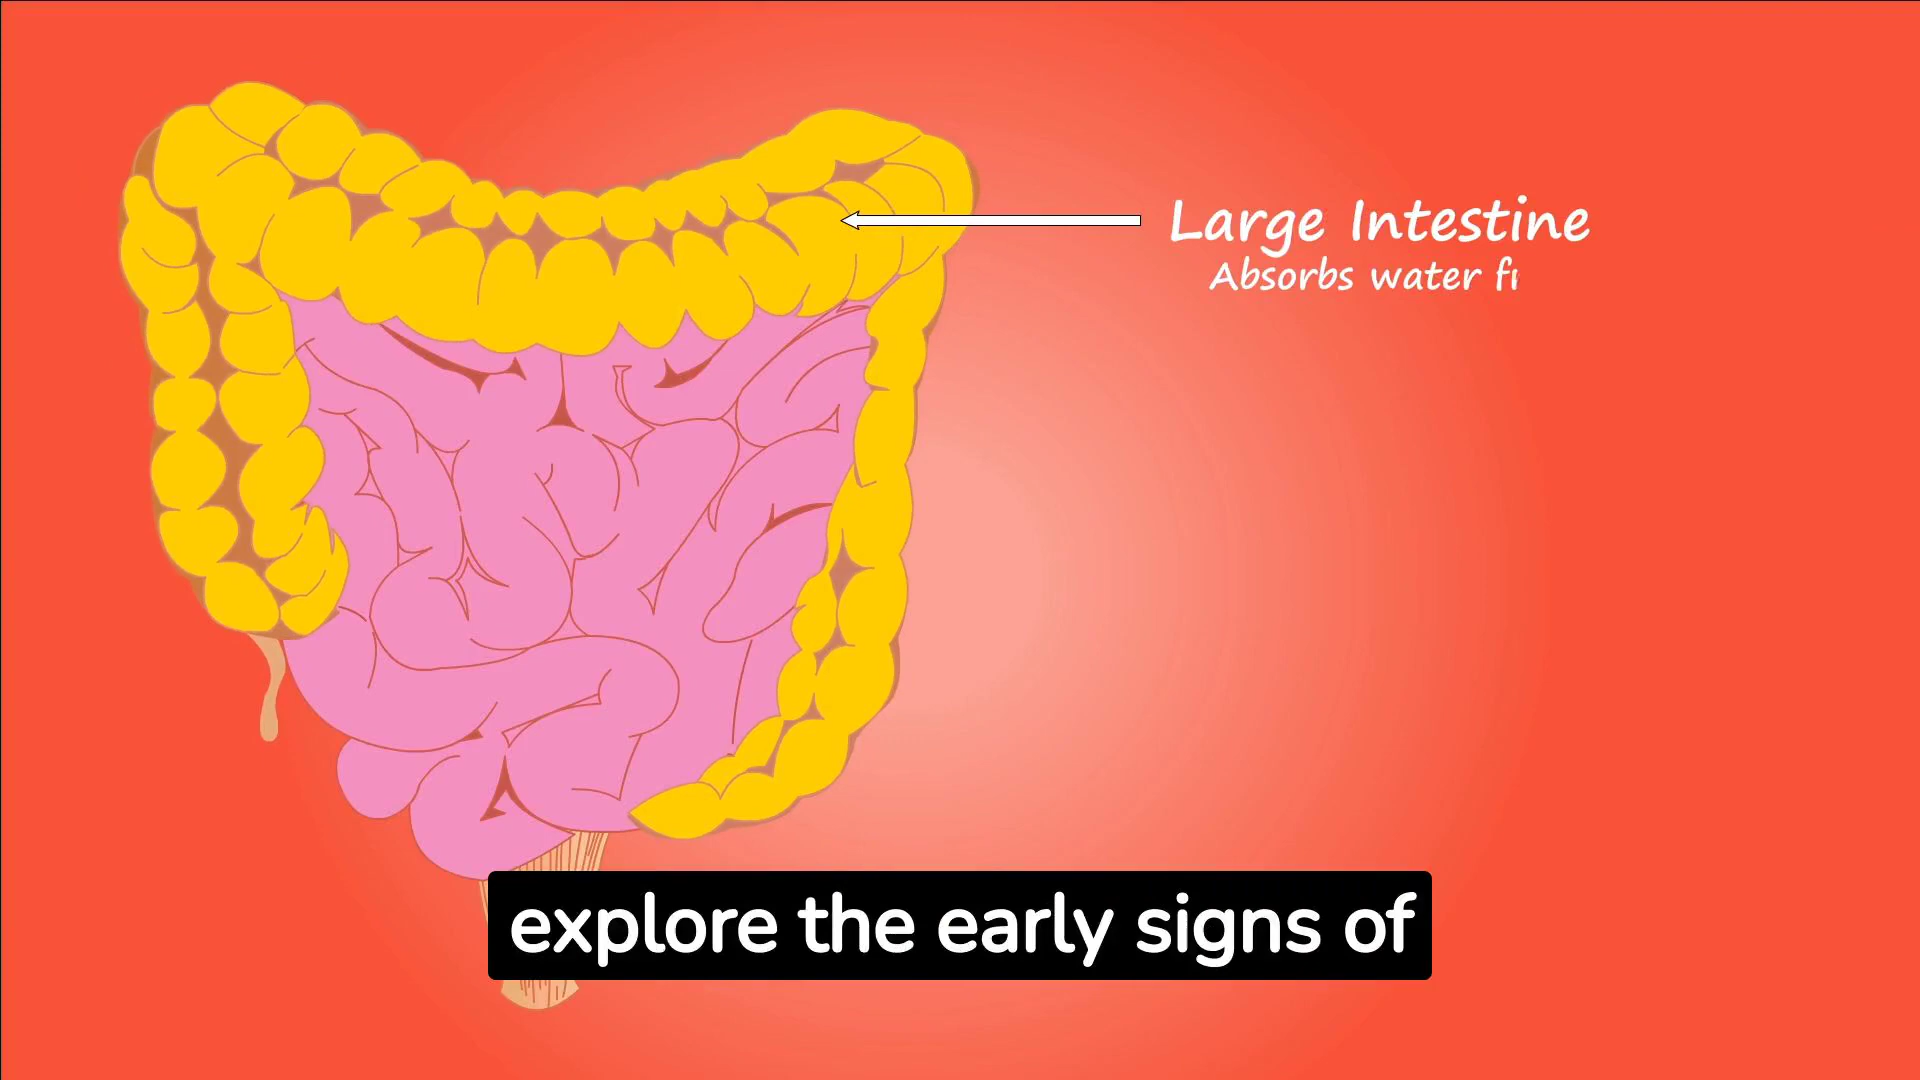 Large Intestine
Absorbs water
explore the early signs of